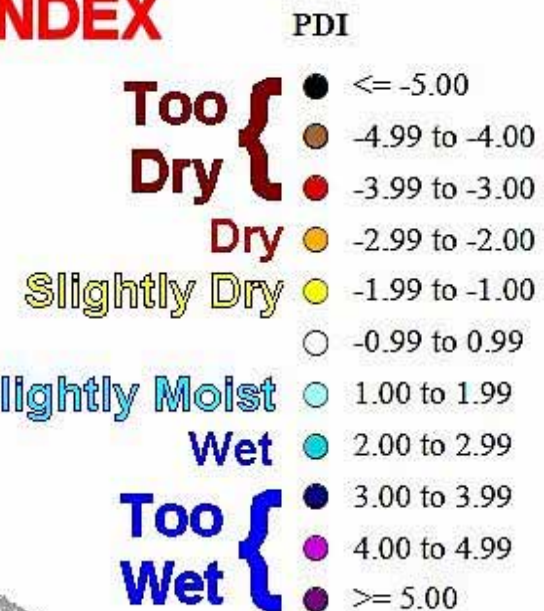 NDEX
PDI
Too Dry { <= -5.00
-4.99 to -4.00
-3.99 to -3.00
Dry -2.99 to -2.00
Slightly Dry -1.99 to -1.00
-0.99 to 0.99
lightly Moist 1.00 to 1.99
Wet 2.00 to 2.99
Too Wet { 3.00 to 3.99
4.00 to 4.99
>= 5.00